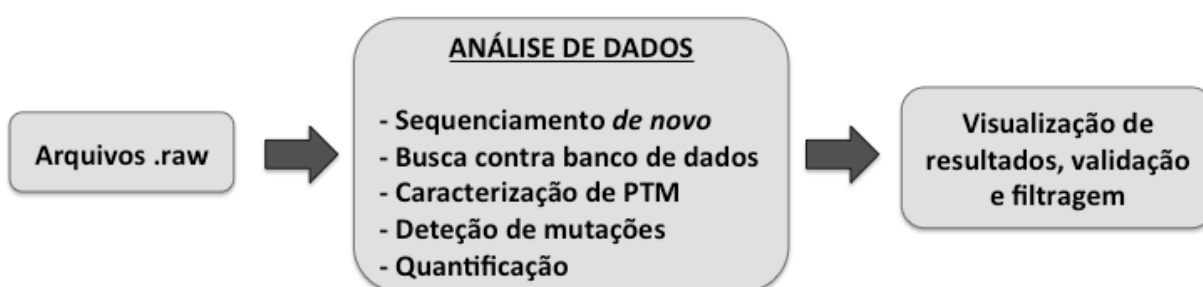 Arquivos .raw
ANÁLISE DE DADOS
- Sequenciamento de novo
- Busca contra banco de dados
- Caracterização de PTM
- Deteção de mutações
- Quantificação
Visualização de
resultados, validação
e filtragem